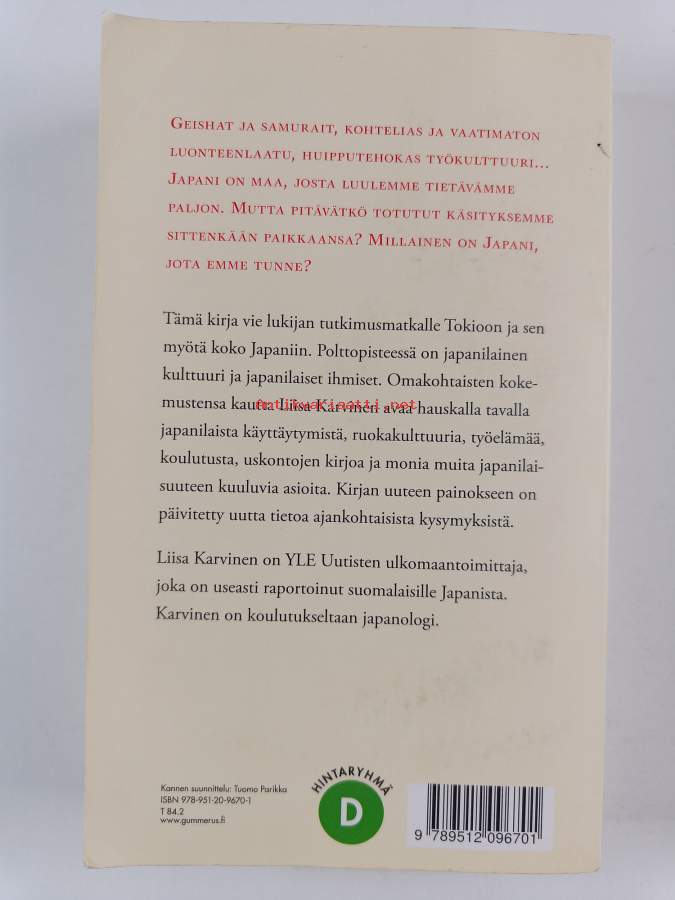 GEISHAT JA SAMURAIT, KOHTELIAS JA VAATIMATON
LUONTEENLAATU, HUIPPUTEHOKAS TYÖKULTTUURI...
JAPANI ON MAA, JOSTA LUULEMME TIETÄVÄMME
PALJON. MUTTA PITÄVÄTKÖ TOTUTUT KÄSITYKSEMME
SITTENKÄÄN PAIKKAANSA? MILLAINEN ON JAPANI,
JOTA EMME TUNNE?
Tämä kirja vie lukijan tutkimusmatkalle Tokioon ja sen
myötä koko Japaniin. Polttopisteessä on japanilainen
kulttuuri ja japanilaiset ihmiset. Omakohtaisten koke-
mustensa kautta Liisa Karvinen avaa hauskalla tavalla
Antikvariaatti.net
japanilaista käyttäytymistä, ruokakulttuuria, työelämää,
koulutusta, uskontojen kirjoa ja monia muita japanilai-
suuteen kuuluvia asioita. Kirjan uuteen painokseen on
päivitetty uutta tietoa ajankohtaisista kysymyksistä.
Liisa Karvinen on YLE Uutisten ulkomaantoimittaja,
joka on useasti raportoinut suomalaisille Japanista.
Karvinen on koulutukseltaan japanologi.
Kannen suunnittelu: Tuomo Parikka
ISBN 978-951-20-9670-1
T 84.2
www.gummerus.fi
HINTARYHMÄ
D
9 789512 096701